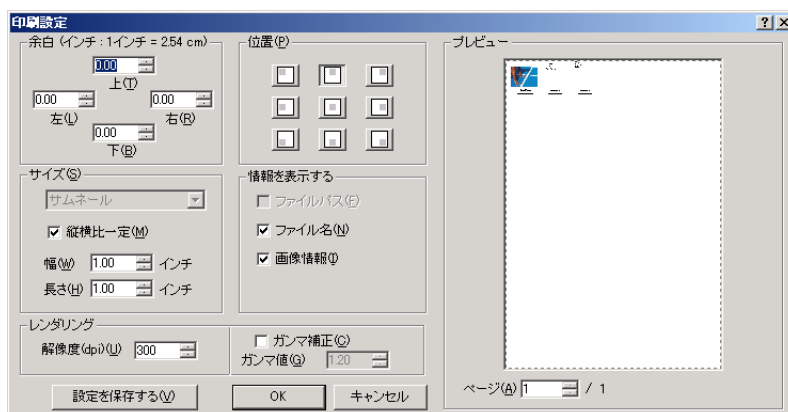 印刷設定
余白 (インチ : 1インチ = 2.54 cm)
0.00
上(T)
0.00
0.00
左(L)
右(R)
0.00
下(B)
位置(P)
プレビュー
サイズ(S)
サムネール
縦横比一定(M)
幅(W) 1.00 インチ
長さ(H) 1.00 インチ
情報を表示する
ファイルパス(F)
ファイル名(N)
画像情報(I)
レンダリング
解像度(dpi)(U) 300
ガンマ補正(C)
ガンマ値(G) 1.20
設定を保存する(V)
OK
キャンセル
ページ(A) 1 / 1